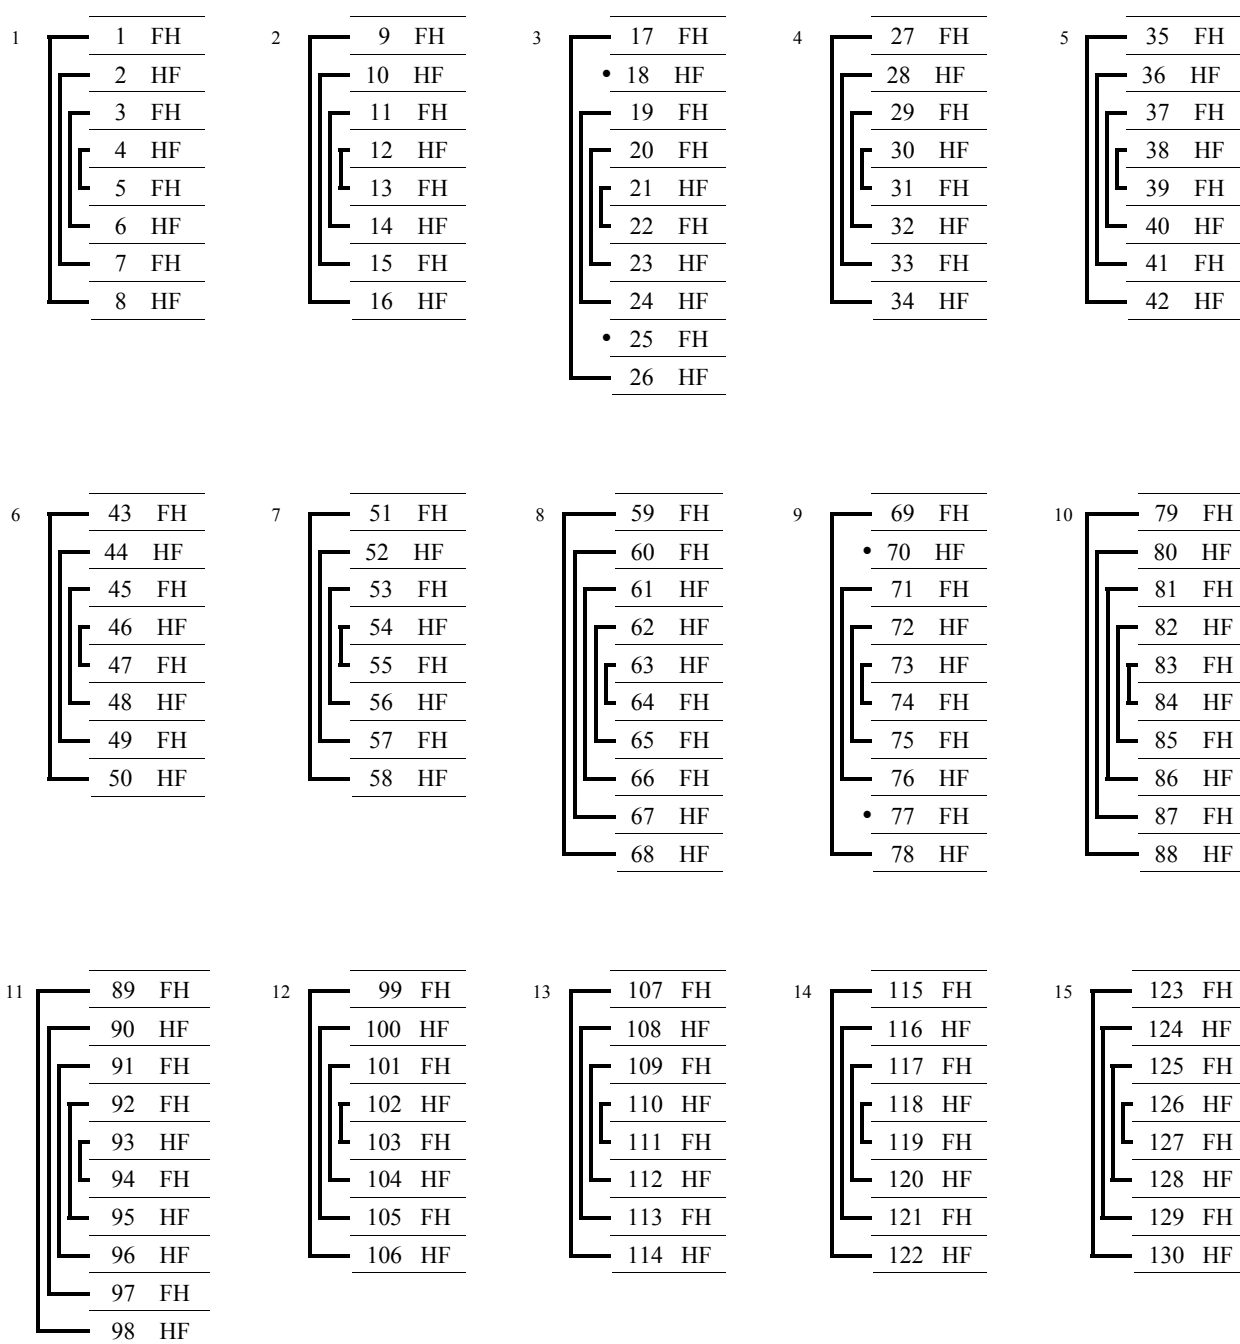 1
1 FH
2 HF
3 FH
4 HF
5 FH
6 HF
7 FH
8 HF
2
9 FH
10 HF
11 FH
12 HF
13 FH
14 HF
15 FH
16 HF
3
17 FH
• 18 HF
19 FH
20 FH
21 HF
22 FH
23 HF
24 HF
• 25 FH
26 HF
4
27 FH
28 HF
29 FH
30 HF
31 FH
32 HF
33 FH
34 HF
5
35 FH
36 HF
37 FH
38 HF
39 FH
40 HF
41 FH
42 HF
6
43 FH
44 HF
45 FH
46 HF
47 FH
48 HF
49 FH
50 HF
7
51 FH
52 HF
53 FH
54 HF
55 FH
56 HF
57 FH
58 HF
8
59 FH
60 FH
61 HF
62 HF
63 HF
64 FH
65 FH
66 FH
67 HF
68 HF
9
69 FH
• 70 HF
71 FH
72 HF
73 HF
74 FH
75 FH
76 HF
• 77 FH
78 HF
10
79 FH
80 HF
81 FH
82 HF
83 FH
84 HF
85 FH
86 HF
87 FH
88 HF
11
89 FH
90 HF
91 FH
92 FH
93 HF
94 FH
95 HF
96 HF
97 FH
98 HF
12
99 FH
100 HF
101 FH
102 HF
103 FH
104 HF
105 FH
106 HF
13
107 FH
108 HF
109 FH
110 HF
111 FH
112 HF
113 FH
114 HF
14
115 FH
116 HF
117 FH
118 HF
119 FH
120 HF
121 FH
122 HF
15
123 FH
124 HF
125 FH
126 HF
127 FH
128 HF
129 FH
130 HF